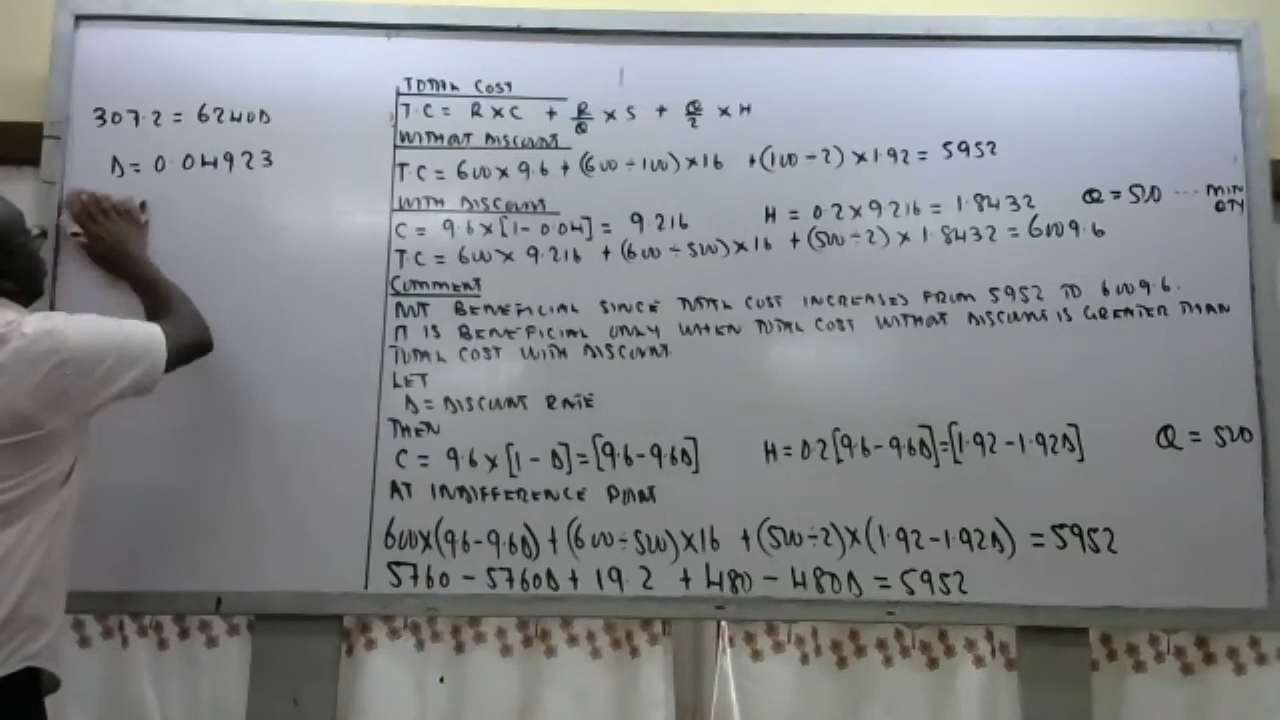 307.2 = 6240D
D = 0.04923
TOTAL COST
T.C = R×C + R/Q × S + Q/2 × H
WITHOUT DISCOUNT
T.C = 600×9.6 + (600÷100)×16 + (100÷2)×1.92 = 5952
WITH DISCOUNT
C = 9.6×[1-0.04] = 9.216 H = 0.2×9.216 = 1.8432 Q = 500 ... MIN QTY
T.C = 600×9.216 + (600÷500)×16 + (500÷2)×1.8432 = 6009.6
COMMENT
NOT BENEFICIAL SINCE TOTAL COST INCREASES FROM 5952 TO 6009.6.
IT IS BENEFICIAL ONLY WHEN TOTAL COST WITHOUT DISCOUNT IS GREATER THAN
TOTAL COST WITH DISCOUNT
LET
D = DISCOUNT RATE
THEN
C = 9.6×[1-D] = [9.6-9.6D] H = 0.2[9.6-9.6D] = [1.92-1.92D] Q = 500
AT INDIFFERENCE POINT
600×(9.6-9.6D) + (600÷500)×16 + (500÷2)×(1.92-1.92D) = 5952
5760 - 5760D + 19.2 + 480 - 480D = 5952